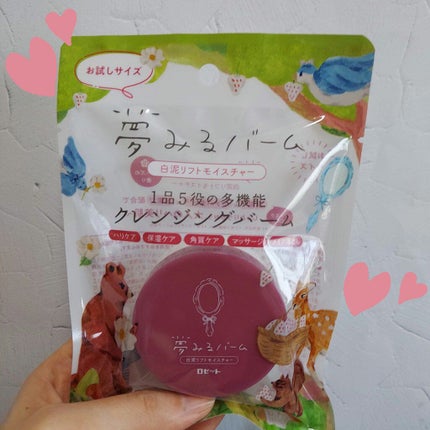 お試しサイズ
夢みるバーム
白泥リフトモイスチャー
1品5役の多機能
クレンジングバーム
ハリケア 保湿ケア 角質ケア マッサージ
夢みるバーム
白泥リフトモイスチャー
ロゼット